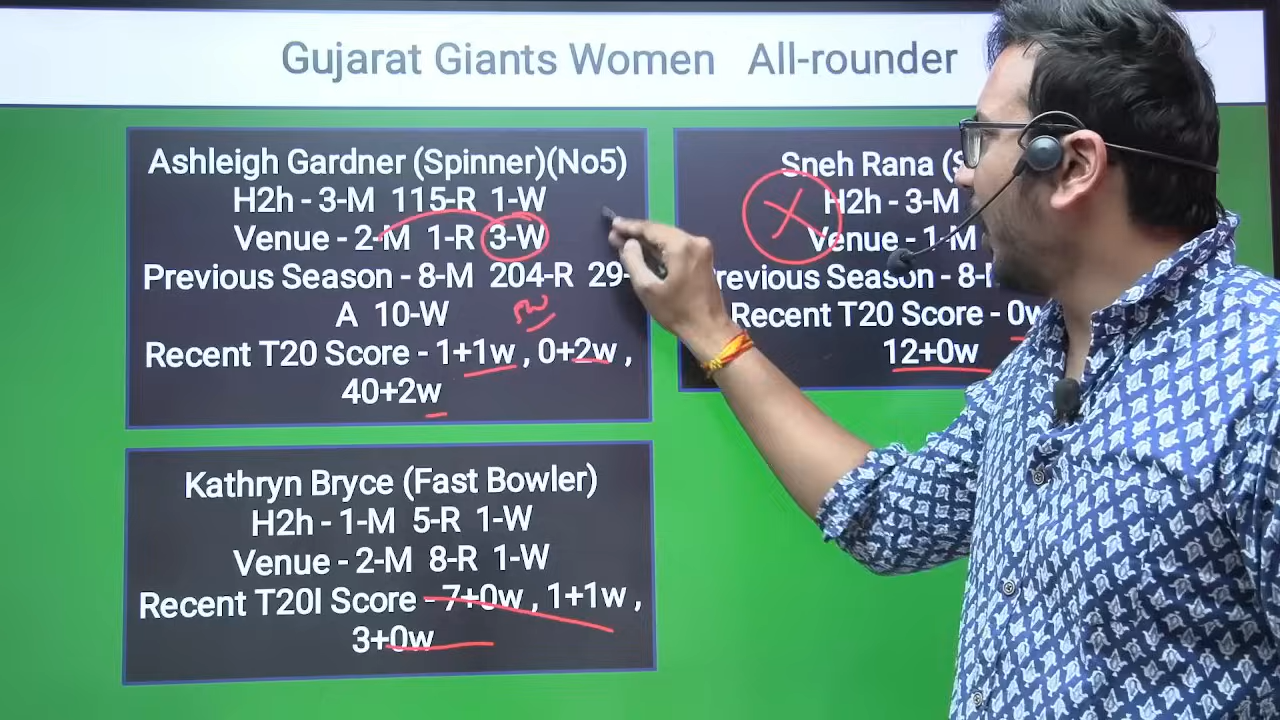 Gujarat Giants Women All-rounder
Ashleigh Gardner (Spinner)(No5)
H2h - 3-M 115-R 1-W
Venue - 2-M 1-R 3-W
Previous Season - 8-M 204-R 29-
A 10-W
5W
Recent T20 Score - 1+1w , 0+2w ,
40+2w
Sneh Rana
H2h - 3-M
Venue - 1-M
Previous Season -
Recent T20 Score - 0w
12+0w
Kathryn Bryce (Fast Bowler)
H2h - 1-M 5-R 1-W
Venue - 2-M 8-R 1-W
Recent T20I Score - 7+0w , 1+1w ,
3+0w